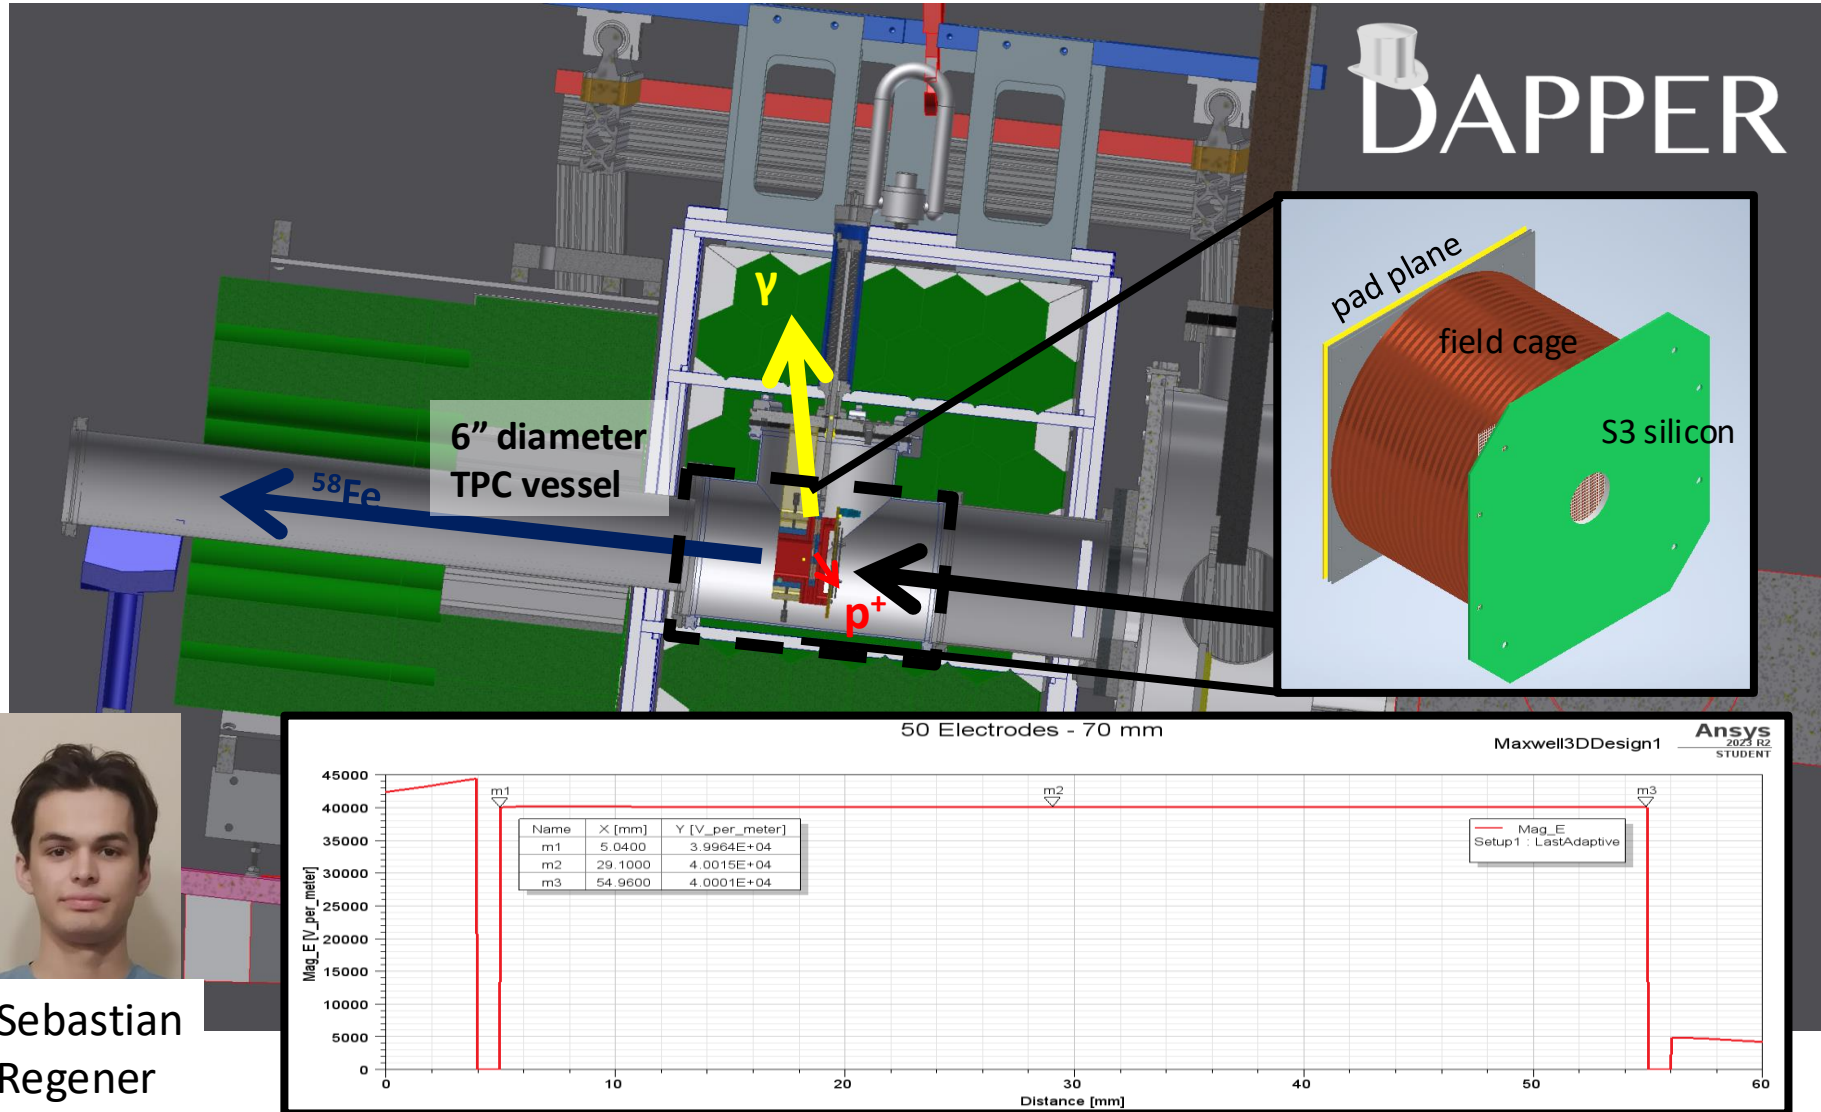 DAPPER
γ
pad plane
field cage
S3 silicon
6” diameter
TPC vessel
⁵⁸Fe
p⁺
50 Electrodes - 70 mm
Maxwell3DDesign1
Ansys
2023 R2
STUDENT
45000
40000
35000
30000
25000
20000
15000
10000
5000
0
Mag_E [V_per_meter]
m1
m2
m3
Name X [mm] Y [V_per_meter]
m1 5.0400 3.9964E+04
m2 29.1000 4.0015E+04
m3 54.9600 4.0001E+04
Mag_E
Setup1 : LastAdaptive
0 10 20 30 40 50 60
Distance [mm]
Sebastian
Regener